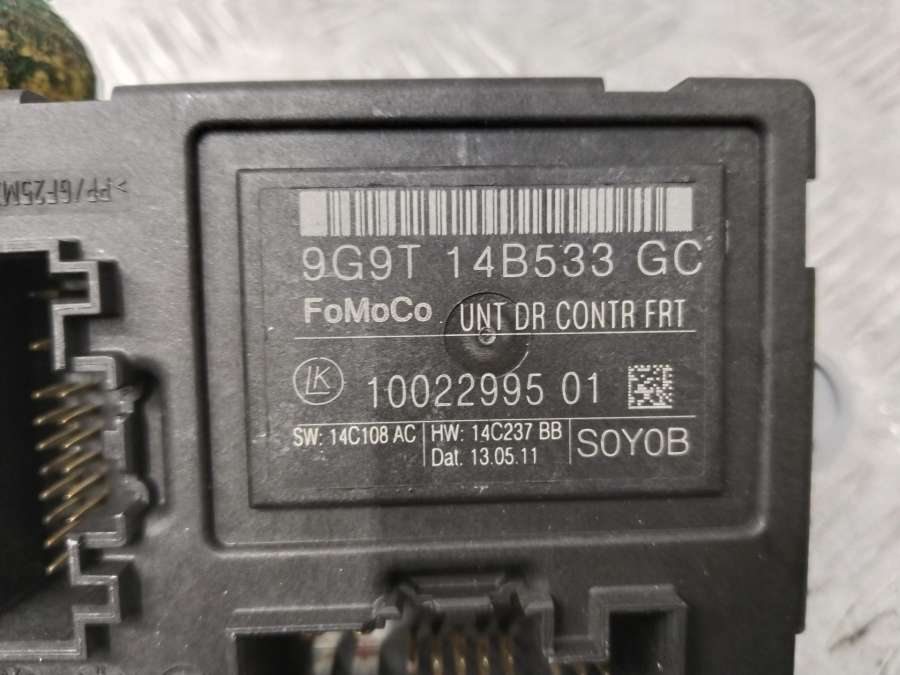 9G9T 14B533 GC
FoMoCo UNT DR CONTR FRT
LK 10022995 01
SW: 14C108 AC HW: 14C237 BB S0Y0B
Dat. 13.05.11
>PP/GF25M